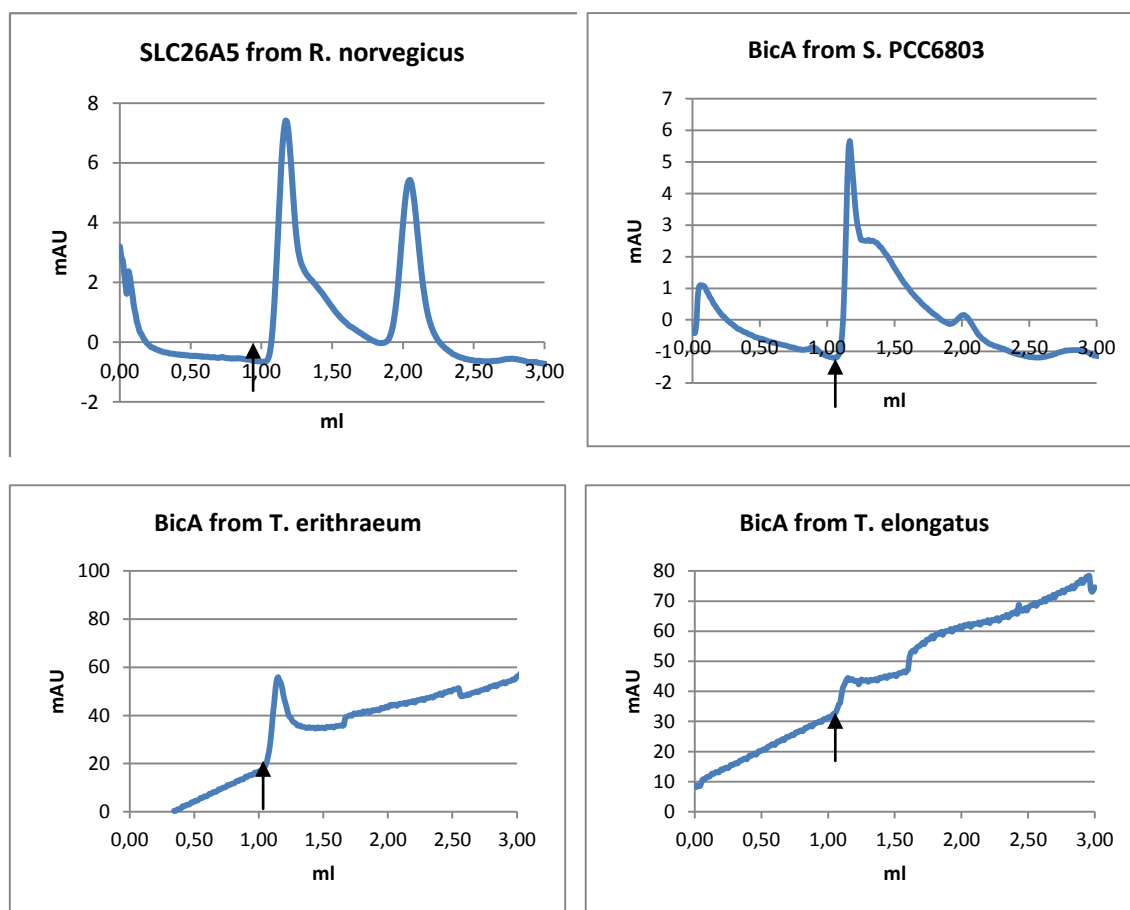 SLC26A5 from R. norvegicus
8
6
4
2
0
-2
mAU
0,00 0,50 1,00 1,50 2,00 2,50 3,00
ml
BicA from S. PCC6803
7
6
5
4
3
2
1
0
-1
-2
mAU
0,00 0,50 1,00 1,50 2,00 2,50 3,00
ml
BicA from T. erithraeum
100
80
60
40
20
0
mAU
0,00 0,50 1,00 1,50 2,00 2,50 3,00
ml
BicA from T. elongatus
80
70
60
50
40
30
20
10
0
mAU
0,00 0,50 1,00 1,50 2,00 2,50 3,00
ml